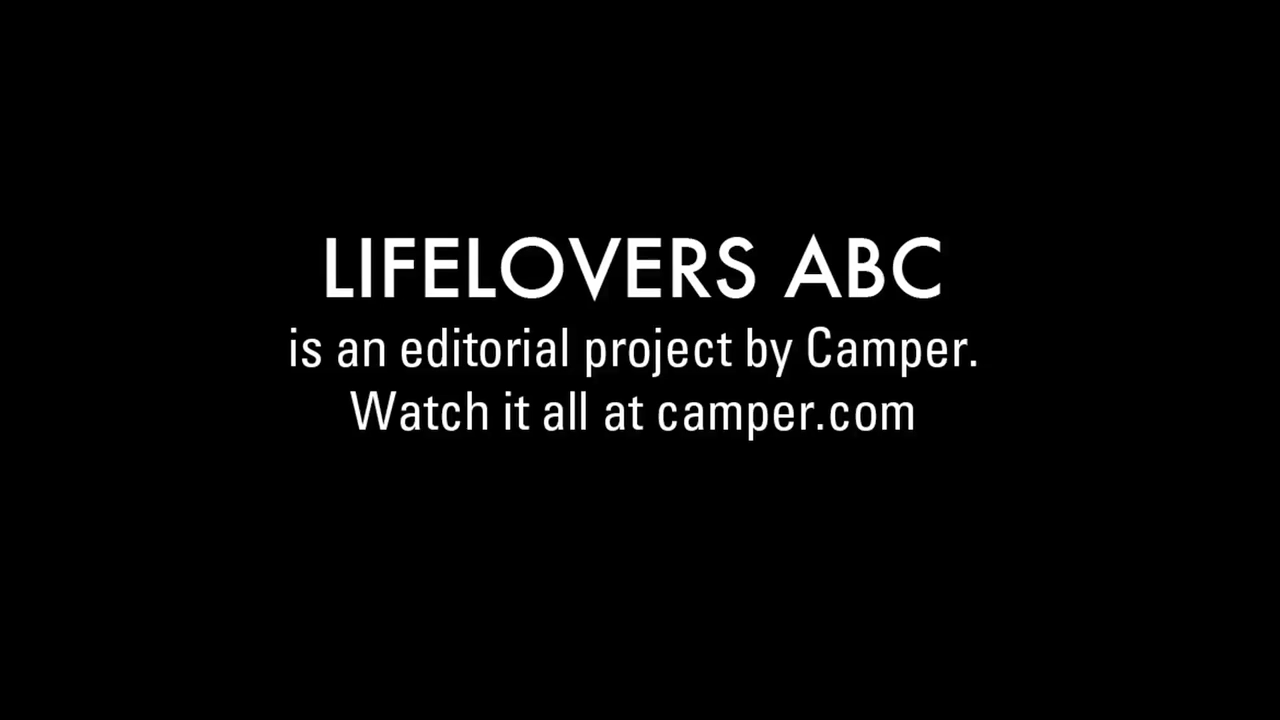 LIFELOVERS ABC
is an editorial project by Camper.
Watch it all at camper.com